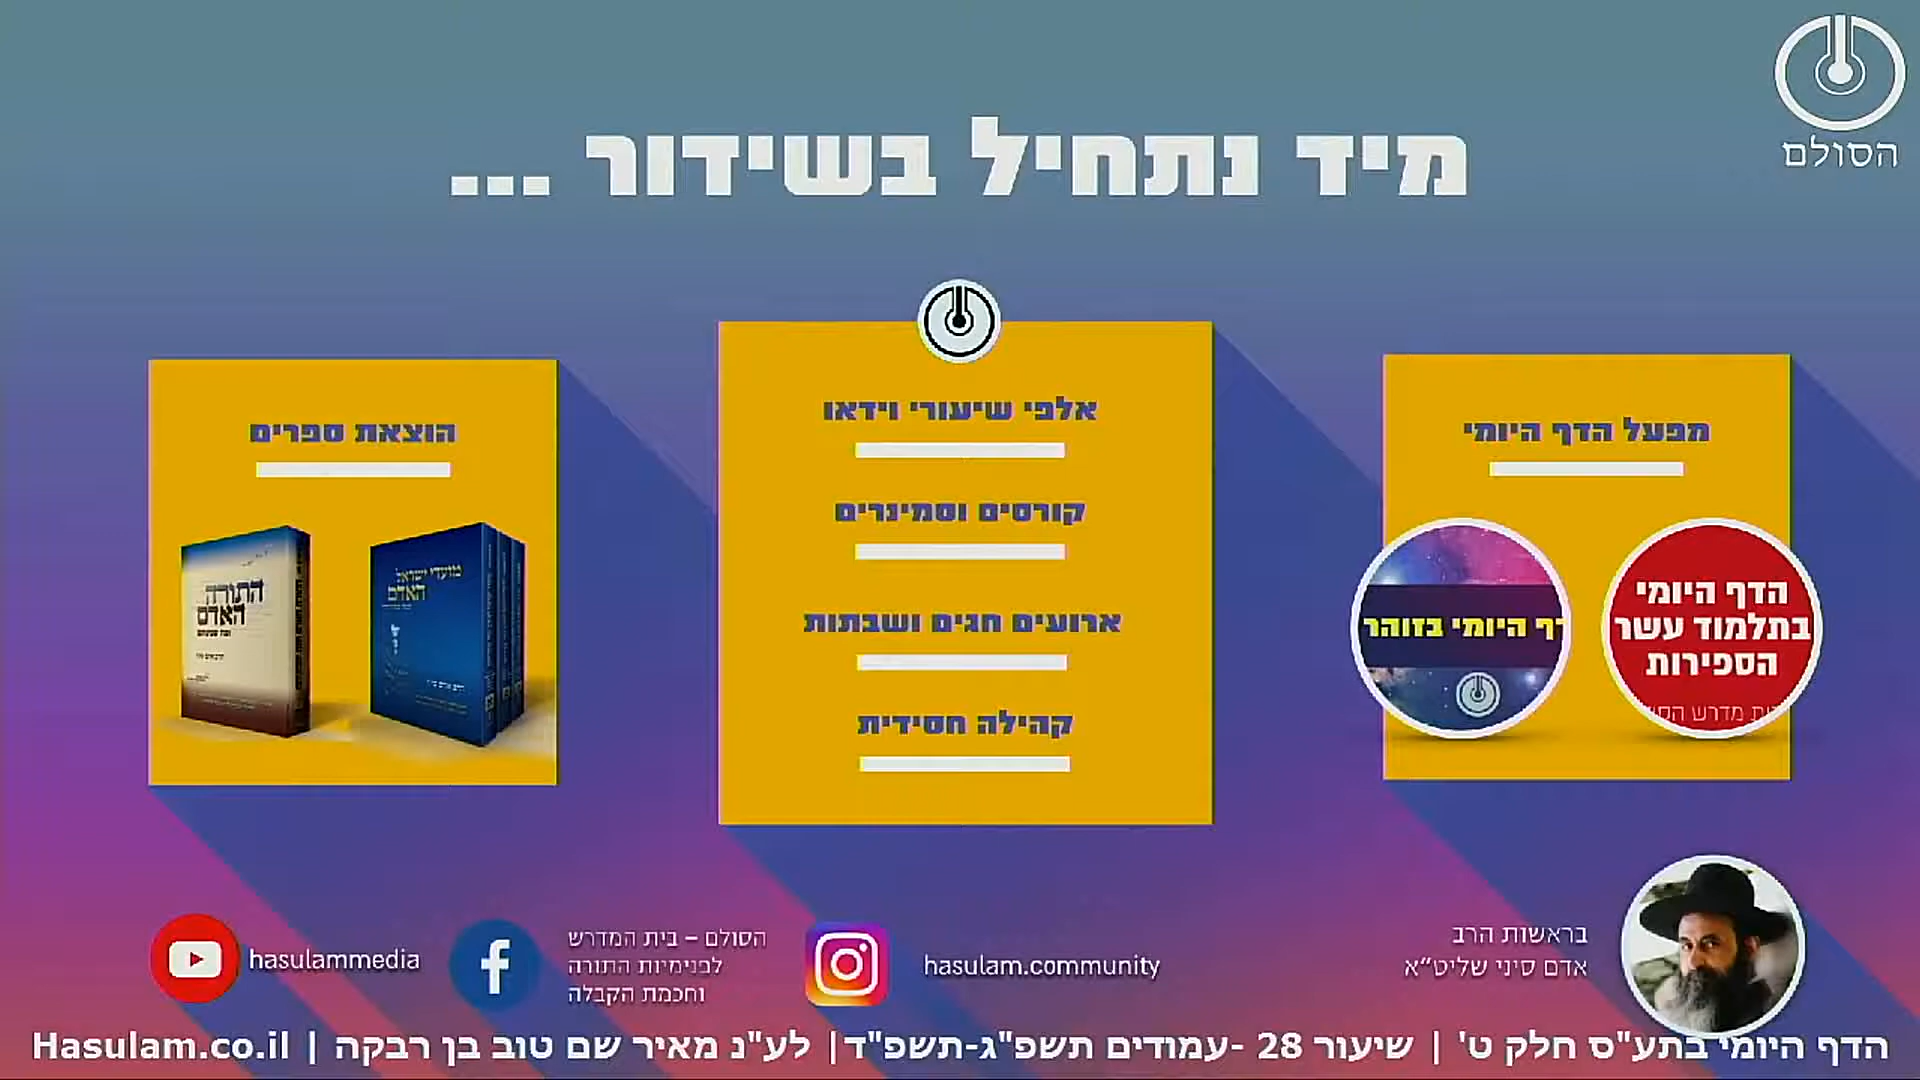 הסולם
מיד נתחיל בשידור ...
מפעל הדף היומי
הדף היומי
בתלמוד עשר
הספירות
מדרש
היומי בזוהר
אלפי שיעורי וידאו
קורסים וסמינרים
ארועים חגים ושבתות
קהילה חסידית
הוצאת ספרים
מועדי ישראל
האדם
התורה
האדם
בראשות הרב
אדם סיני שליט"א
hasulam.community
הסולם – בית המדרש
לפנימיות התורה
וחכמת הקבלה
hasulammedia
הדף היומי בתע"ס חלק ט' | שיעור 28 -עמודים תשפ"ג-תשפ"ד| לע"נ מאיר שם טוב בן רבקה | Hasulam.co.il